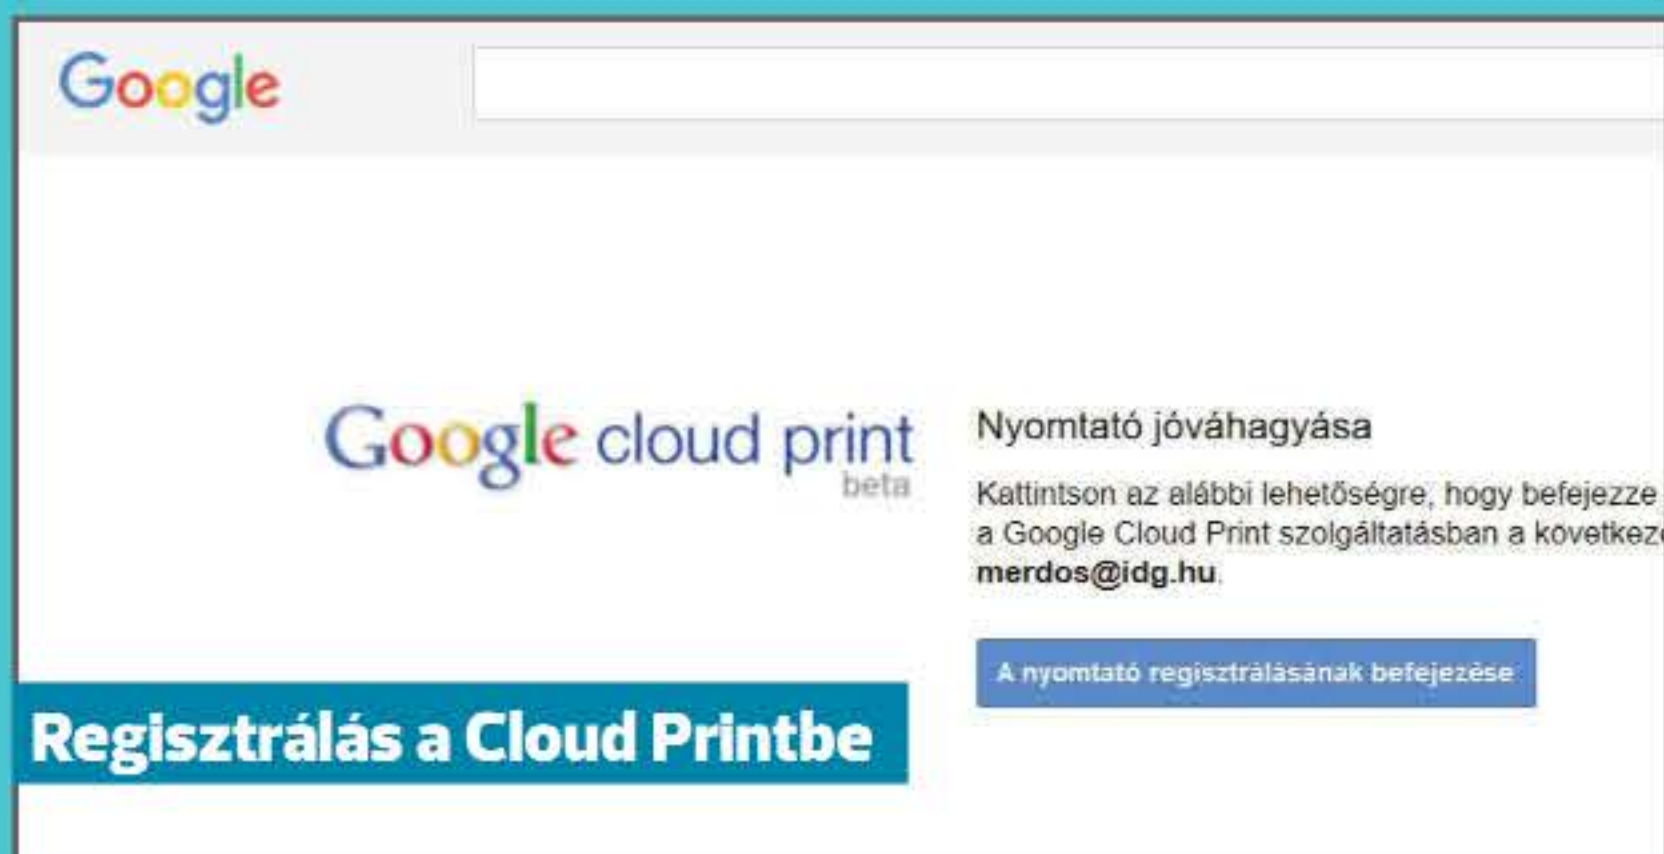 Google
Google cloud print
beta
Nyomtató jóváhagyása
Kattintson az alábbi lehetőségre, hogy befejezze
a Google Cloud Print szolgáltatásban a
merdos@idg.hu.
A nyomtató regisztrálásának befejezése
Regisztrálás a Cloud Printbe